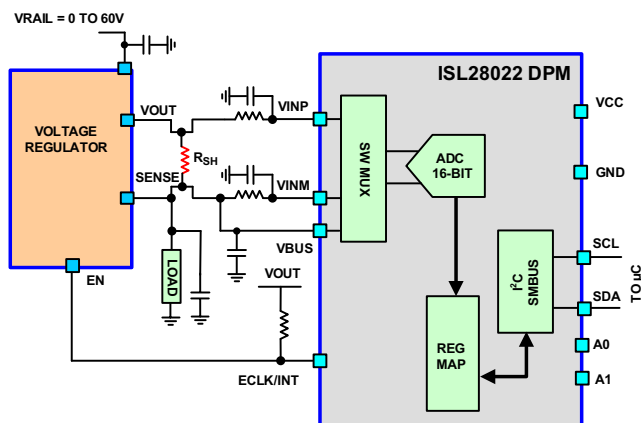 VRAIL = 0 TO 60V
ISL28022 DPM
VOUT
VINP
VCC
VOLTAGE
REGULATOR
RSH
SW MUX
ADC
16-BIT
SENSE
VINM
GND
VBUS
EN
LOAD
VOUT
I²C
SMBUS
SCL
SDA
TO µC
REG
MAP
A0
A1
ECLK/INT